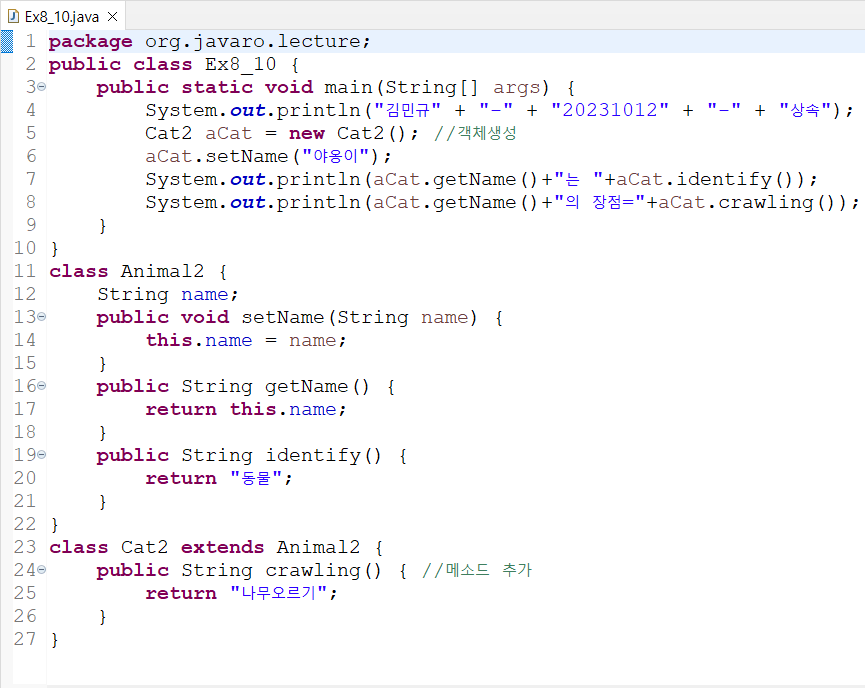 Ex8_10.java
1 package org.javaro.lecture;
2 public class Ex8_10 {
3 public static void main(String[] args) {
4 System.out.println("김민규" + "-" + "20231012" + "-" + "상속");
5 Cat2 aCat = new Cat2(); //객체생성
6 aCat.setName("야옹이");
7 System.out.println(aCat.getName()+"는 "+aCat.identify());
8 System.out.println(aCat.getName()+"의 장점="+aCat.crawling());
9 }
10 }
11 class Animal2 {
12 String name;
13 public void setName(String name) {
14 this.name = name;
15 }
16 public String getName() {
17 return this.name;
18 }
19 public String identify() {
20 return "동물";
21 }
22 }
23 class Cat2 extends Animal2 {
24 public String crawling() { //메소드 추가
25 return "나무오르기";
26 }
27 }